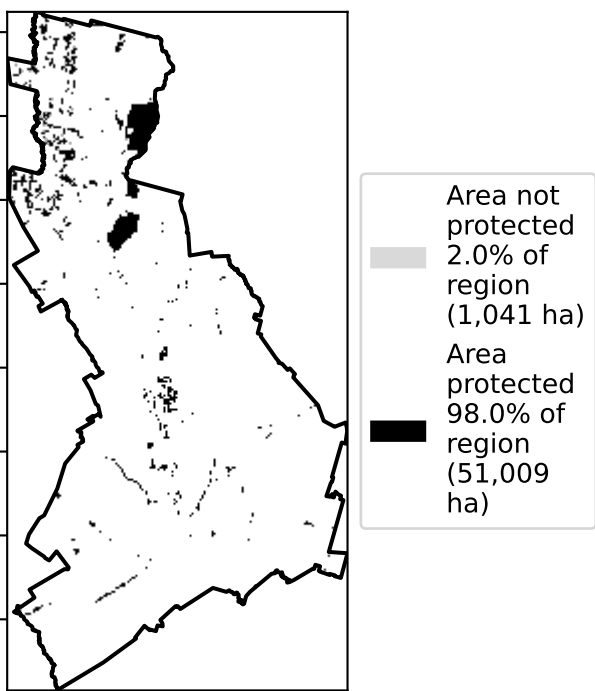 Area not
protected
2.0% of
region
(1,041 ha)
Area
protected
98.0% of
region
(51,009
ha)